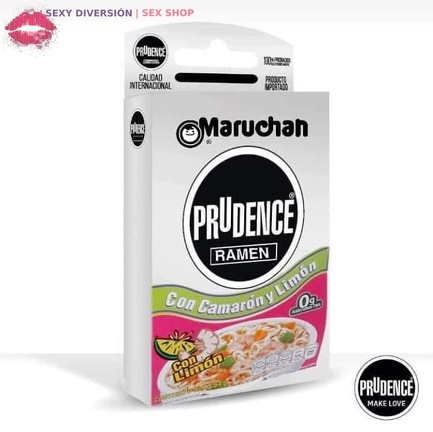 SEXY DIVERSIÓN | SEX SHOP
PRUDENCE
CALIDAD
INTERNACIONAL
100% PROBADOS
PRODUCTO
IMPORTADO
PRUDENCE
Maruchan
PRUDENCE
RAMEN
Con Camarón y Limón
0g
Con
Limón
PRUDENCE
MAKE LOVE